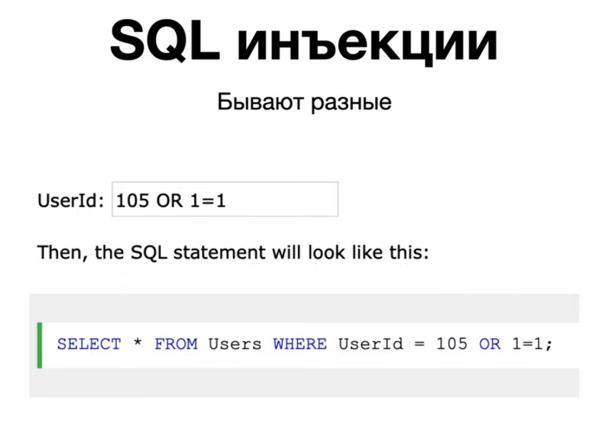 SQL инъекции
Бывают разные
UserId: 105 OR 1=1
Then, the SQL statement will look like this:
SELECT * FROM Users WHERE UserId = 105 OR 1=1;